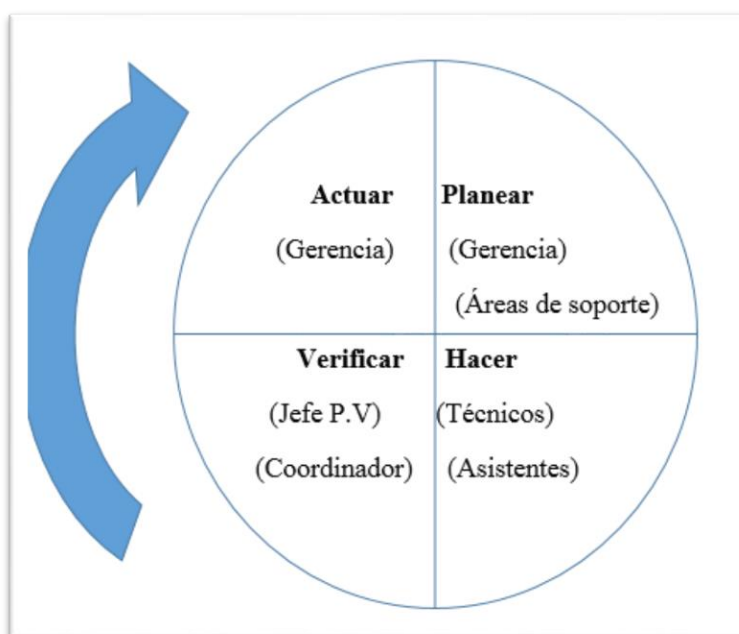 Actuar
(Gerencia)
Planear
(Gerencia)
(Áreas de soporte)
Verificar
(Jefe P.V)
(Coordinador)
Hacer
(Técnicos)
(Asistentes)